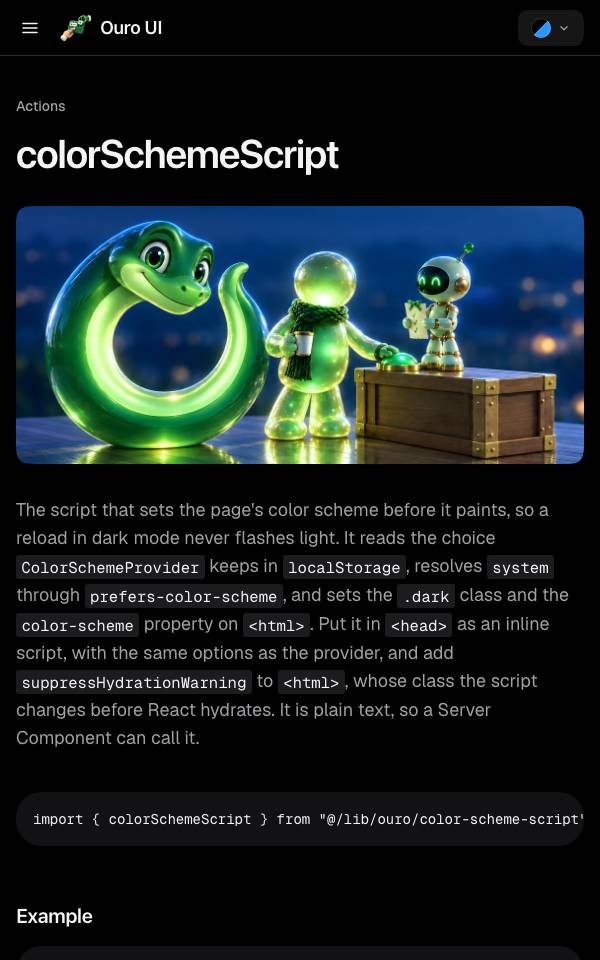 Ouro UI
Actions
colorSchemeScript
The script that sets the page's color scheme before it paints, so a
reload in dark mode never flashes light. It reads the choice
ColorSchemeProvider keeps in localStorage, resolves system
through prefers-color-scheme, and sets the .dark class and the
color-scheme property on <html>. Put it in <head> as an inline
script, with the same options as the provider, and add
suppressHydrationWarning to <html>, whose class the script
changes before React hydrates. It is plain text, so a Server
Component can call it.
import { colorSchemeScript } from "@/lib/ouro/color-scheme-script"
Example